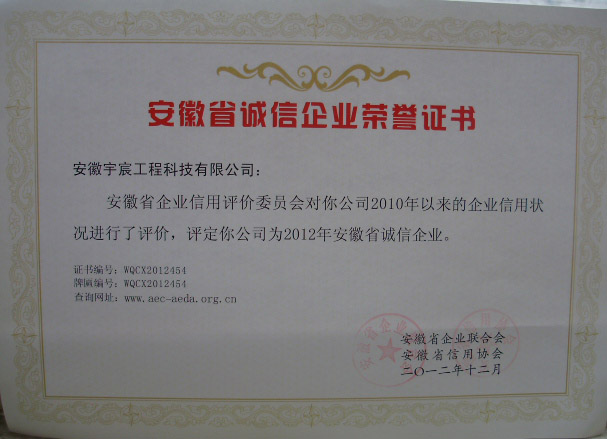 安徽省诚信企业荣誉证书
安徽宇宸工程科技有限公司：
安徽省企业信用评价委员会对你公司2010年以来的企业信用状
况进行了评价，评定你公司为2012年安徽省诚信企业。
证书编号：WQCX2012454
牌匾编号：WQCX2012454
查询网址：www.aec-aeda.org.cn
安徽省企业联合会
安徽省信用协会
二〇一二年十二月